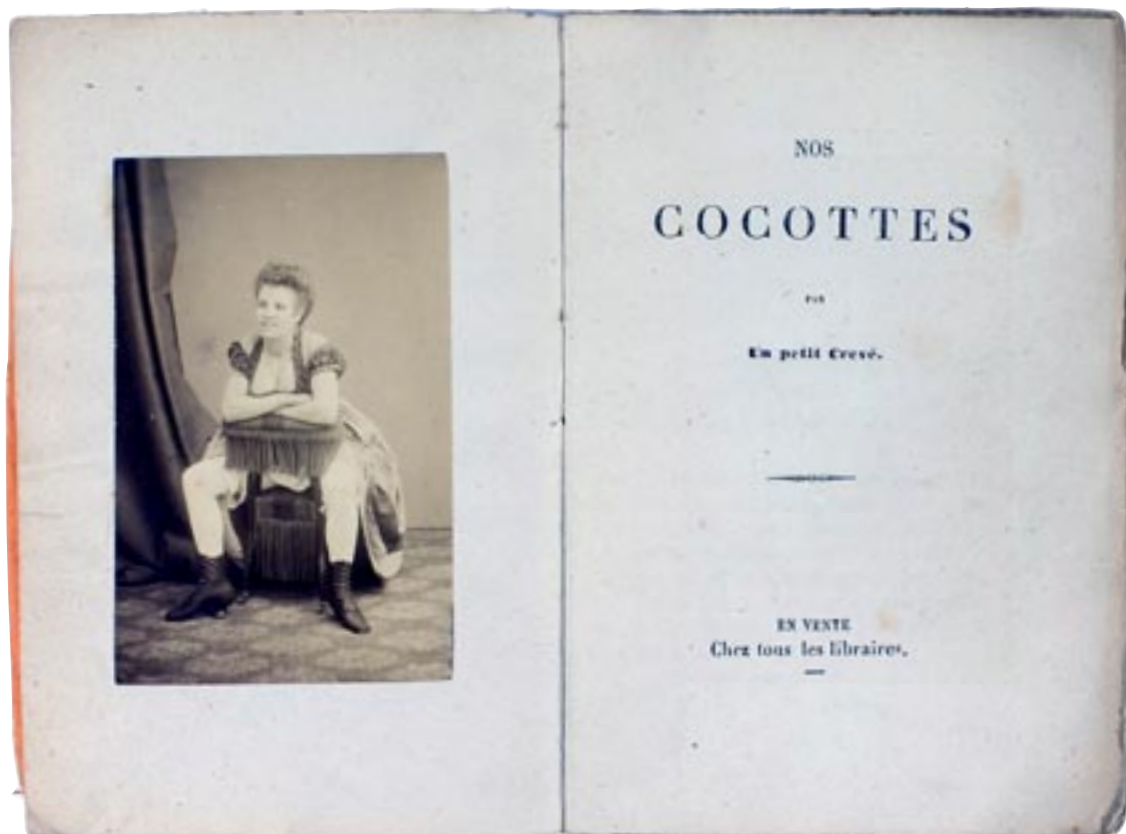 NOS
COCOTTES
PAR
Un petit Crevé.
EN VENTE
Chez tous les libraires.